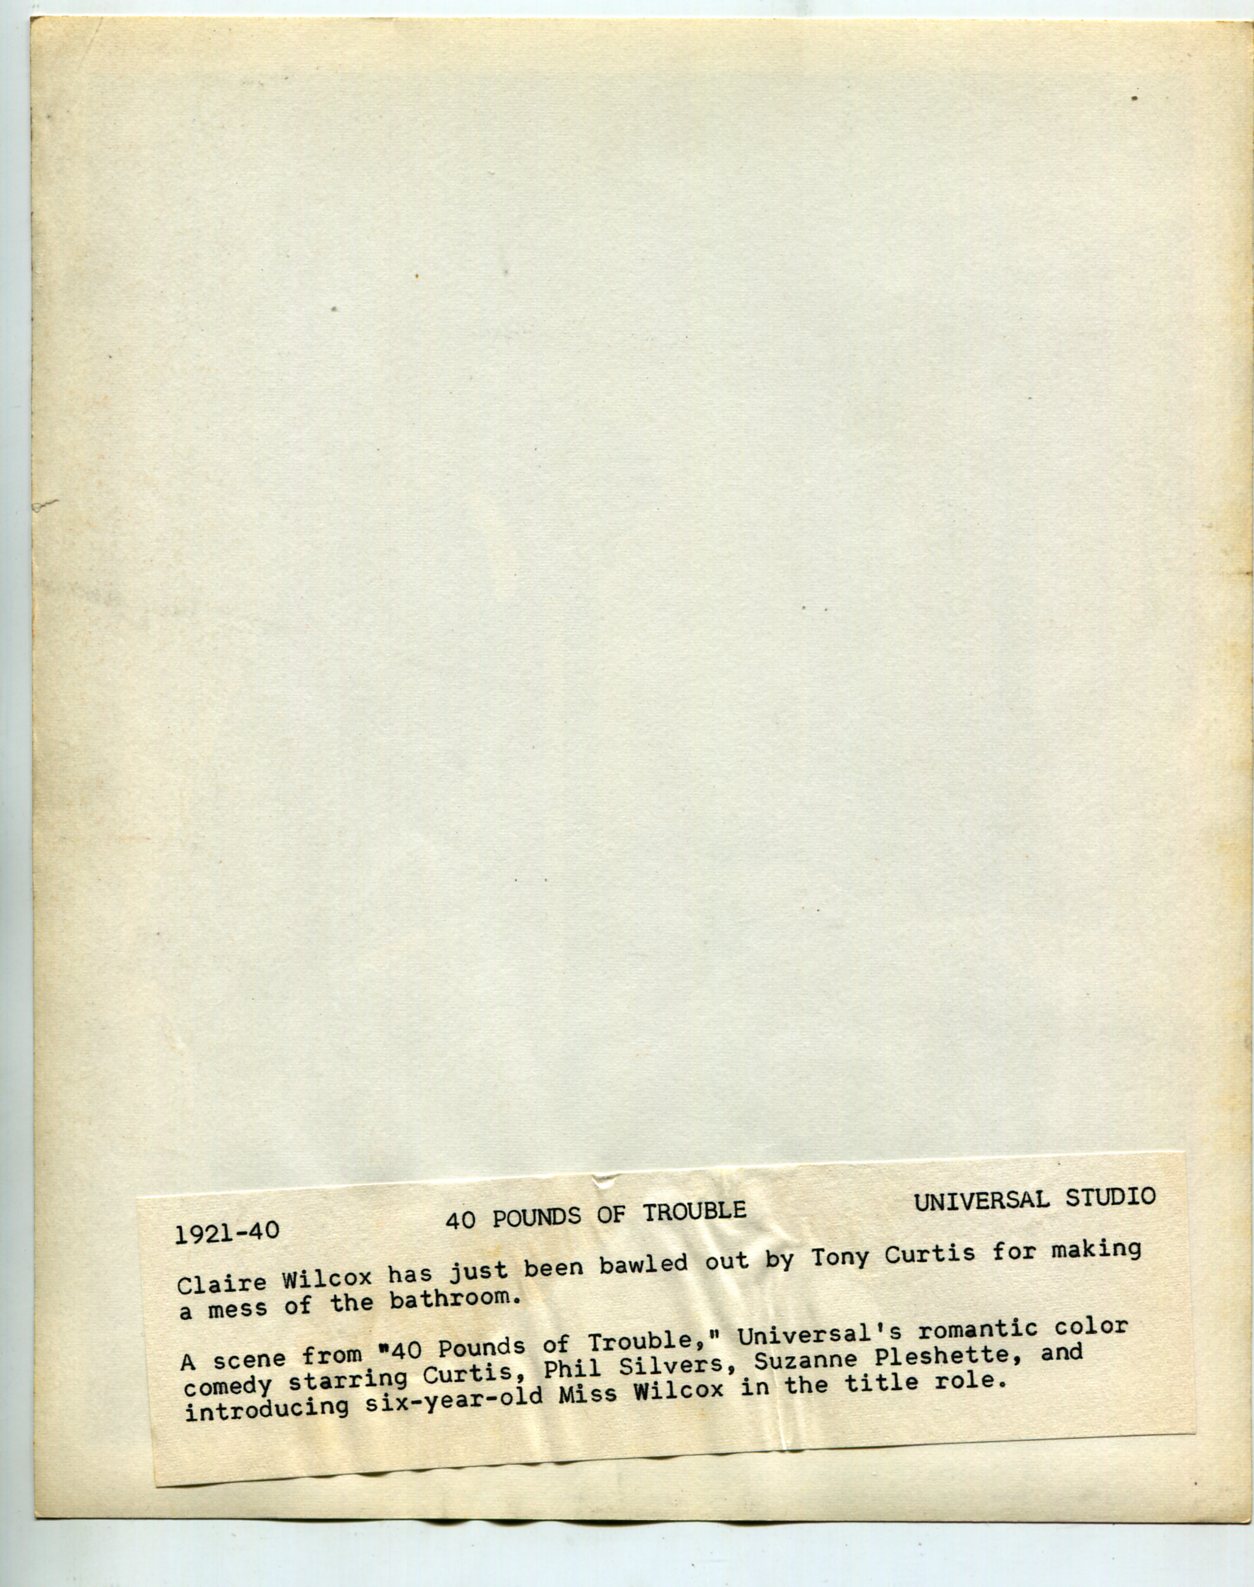 1921-40 40 POUNDS OF TROUBLE UNIVERSAL STUDIO
Claire Wilcox has just been bawled out by Tony Curtis for making
a mess of the bathroom.
A scene from "40 Pounds of Trouble," Universal's romantic color
comedy starring Curtis, Phil Silvers, Suzanne Pleshette, and
introducing six-year-old Miss Wilcox in the title role.